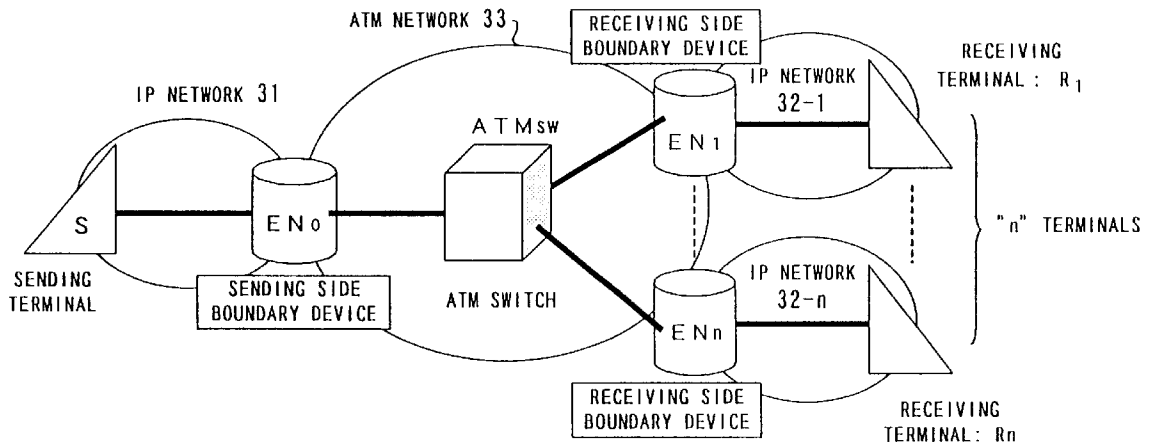 ATM NETWORK 33
RECEIVING SIDE
BOUNDARY DEVICE
IP NETWORK
32-1
RECEIVING
TERMINAL: R1
IP NETWORK 31
ATMSW
EN1
S
EN0
"n" TERMINALS
SENDING
TERMINAL
SENDING SIDE
BOUNDARY DEVICE
ATM SWITCH
IP NETWORK
32-n
ENn
RECEIVING SIDE
BOUNDARY DEVICE
RECEIVING
TERMINAL: Rn